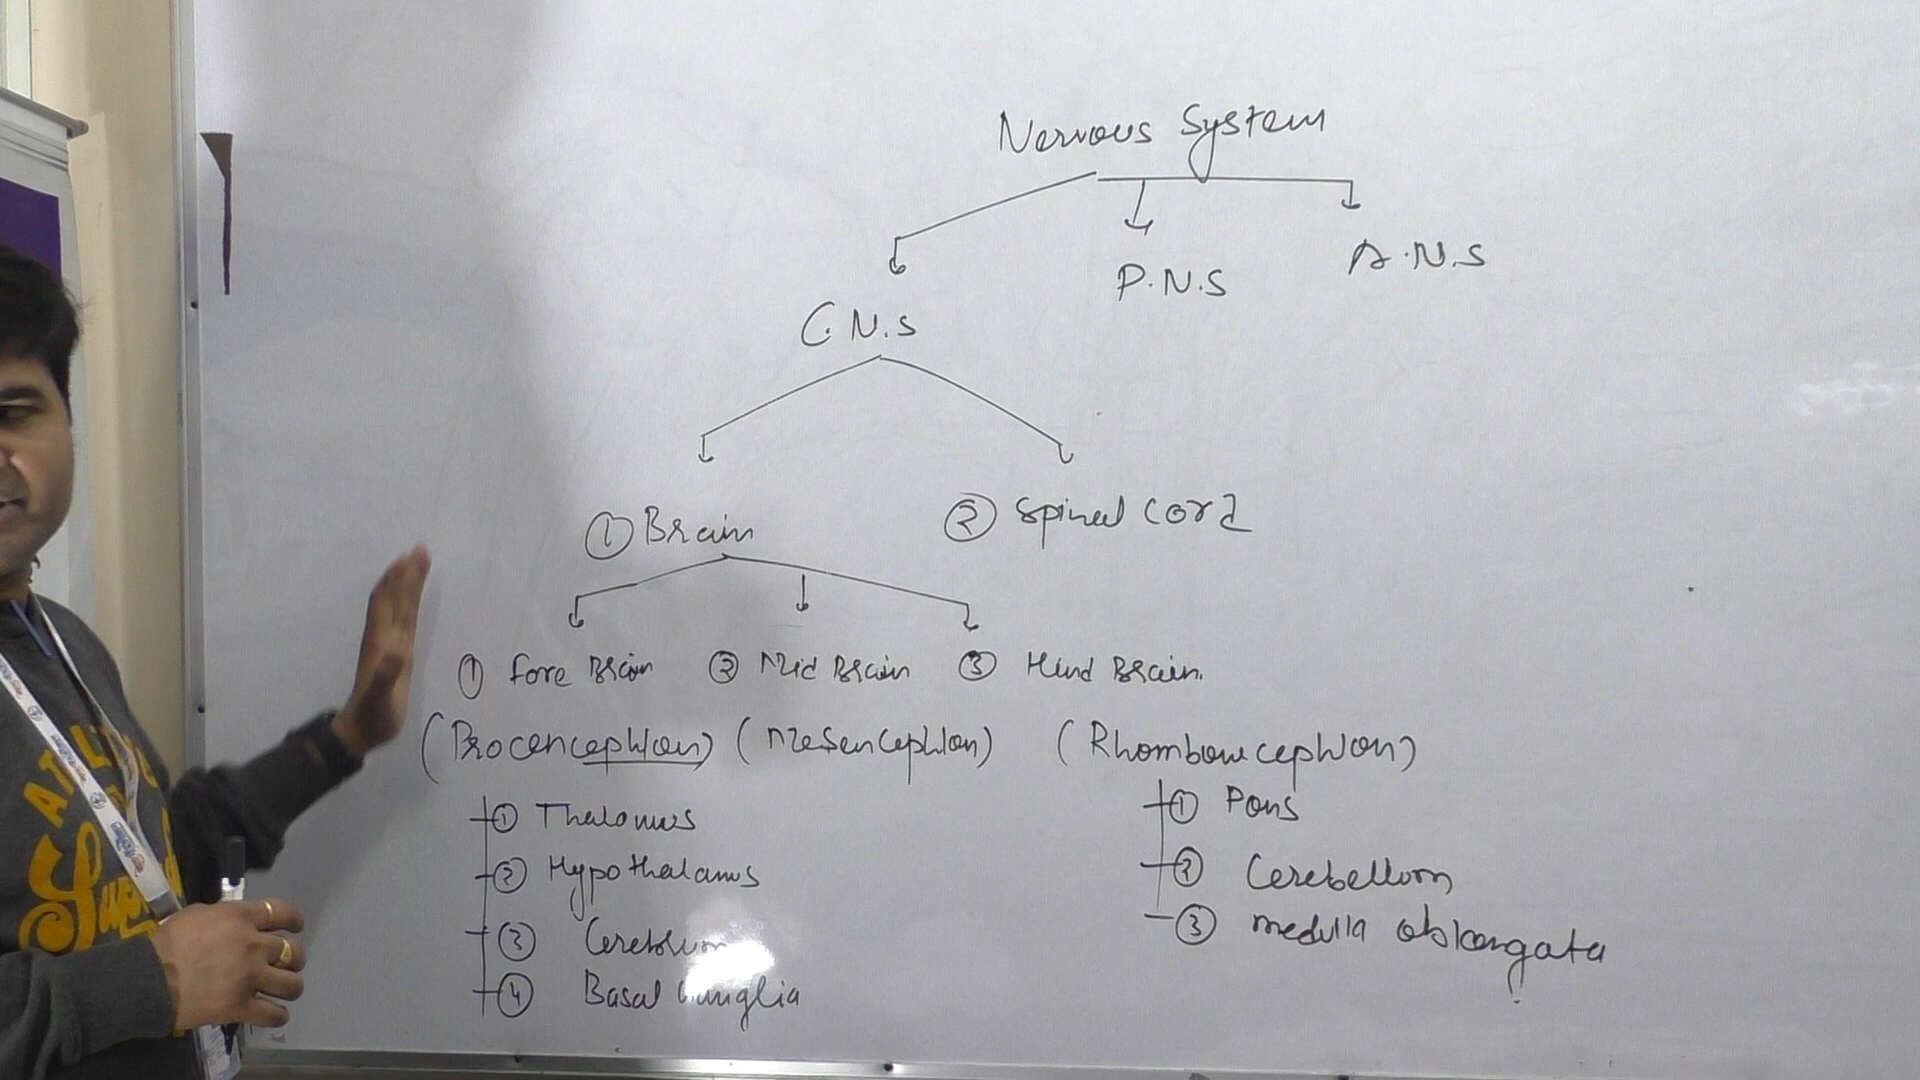 Nervous System
C.N.S
P.N.S
A.N.S
① Brain
② Spinal Cord
① Fore Brain ② Mid Brain ③ Hind Brain.
(Procencephlon) (Mesencephlon) (Rhombowcephlon)
① Thalamus
② Hypothalamus
③ Cerebrum
④ Basal Ganglia
① Pons
② Cerebellum
③ medulla oblongata